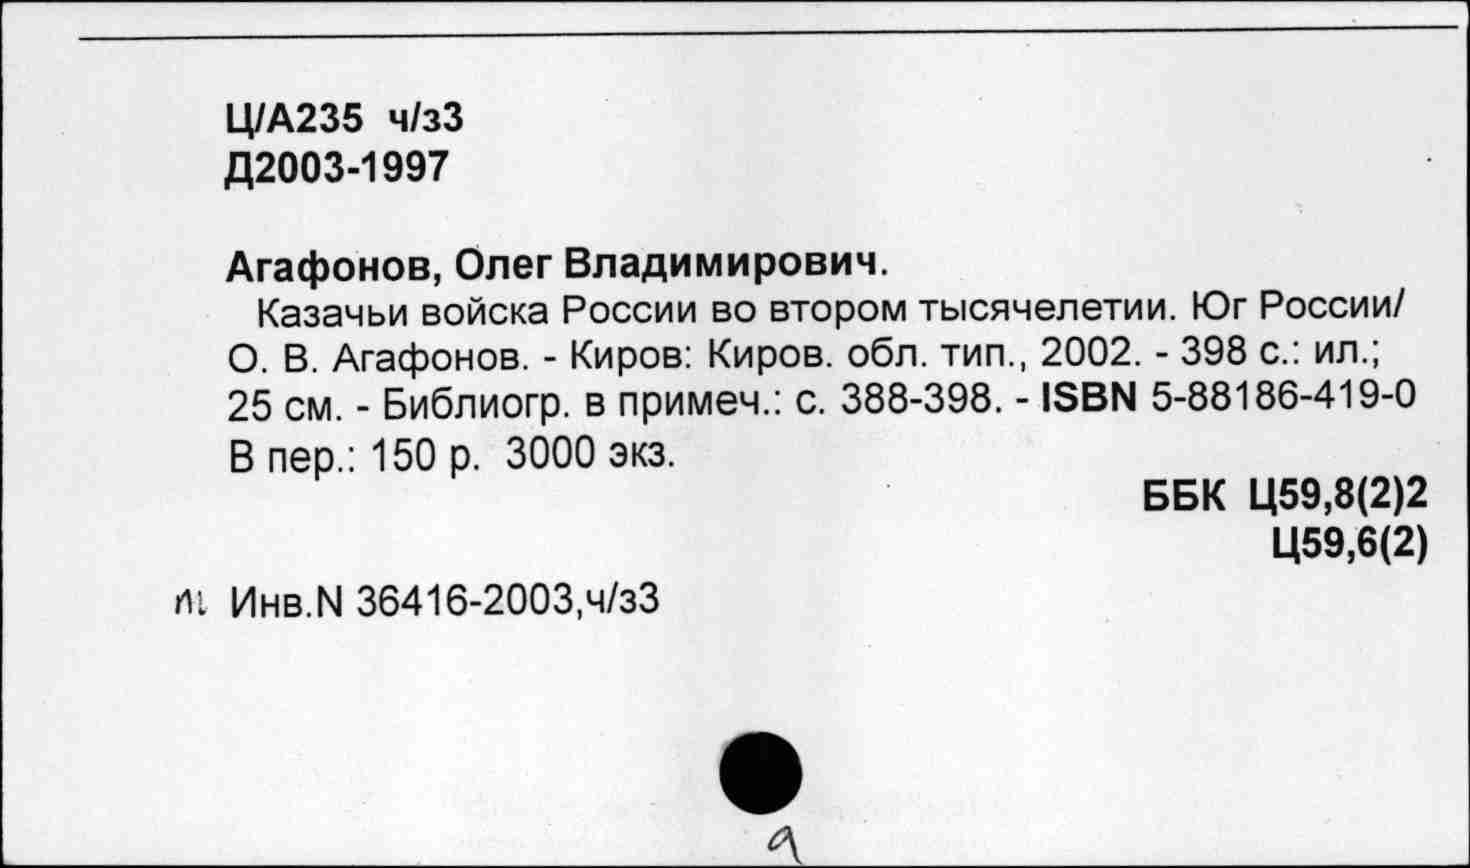 Ц/А235 ч/з3
Д2003-1997
Агафонов, Олег Владимирович.
Казачьи войска России во втором тысячелетии. Юг России/
О. В. Агафонов. - Киров: Киров. обл. тип., 2002. - 398 с.: ил.;
25 см. - Библиогр. в примеч.: с. 388-398. - ISBN 5-88186-419-0
В пер.: 150 р. 3000 экз.
ББК Ц59,8(2)2
Ц59,6(2)
Инв.N 36416-2003,ч/з3